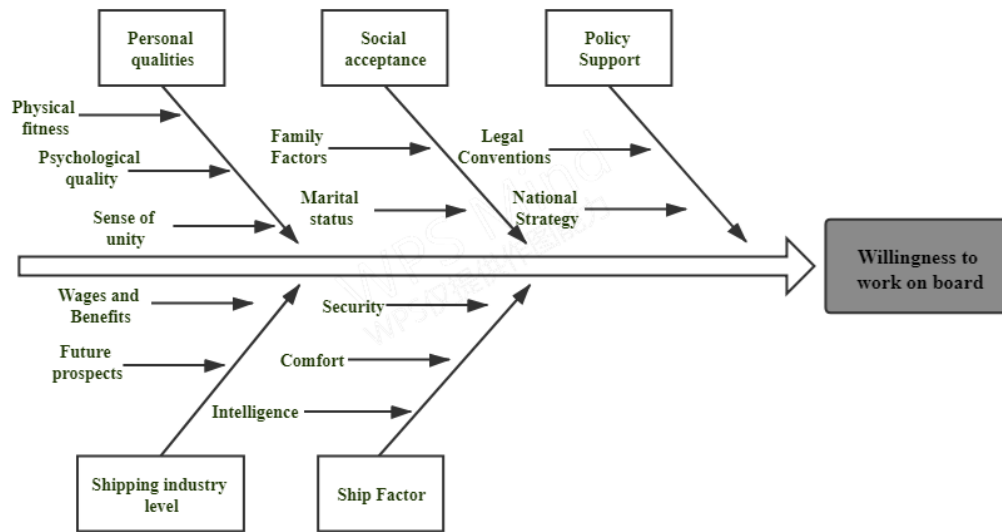 Personal
qualities
Social
acceptance
Policy
Support
Physical
fitness
Psychological
quality
Sense of
unity
Family
Factors
Marital
status
Legal
Conventions
National
Strategy
Willingness to
work on board
Wages and
Benefits
Future
prospects
Security
Comfort
Intelligence
Shipping industry
level
Ship Factor
WPS Mind